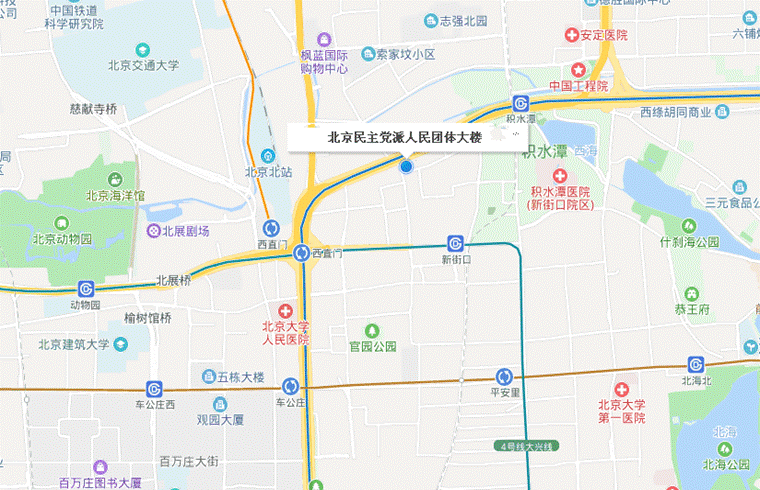 中国铁道
科学研究院
志强北园
德胜国际中心
六铺炕
安定医院
枫蓝国际
购物中心
索家坟小区
北京交通大学
中国工程院
慈献寺桥
积水潭
西绦胡同商业
北京民主党派人民团体大楼
局
院区
北京北站
积水潭
西海
北京海洋馆
积水潭医院
(新街口院区)
三元食品公
北京动物园
北展剧场
西直门
西直门
新街口
什刹海公园
北展桥
动物园
榆树馆桥
北京大学
人民医院
恭王府
北京建筑大学
官园公园
五栋大楼
北海北
车公庄西
车公庄
平安里
观园大厦
北京大学
第一医院
4号线大兴线
北海
百万庄大街
北海公园
百万庄图书大厦